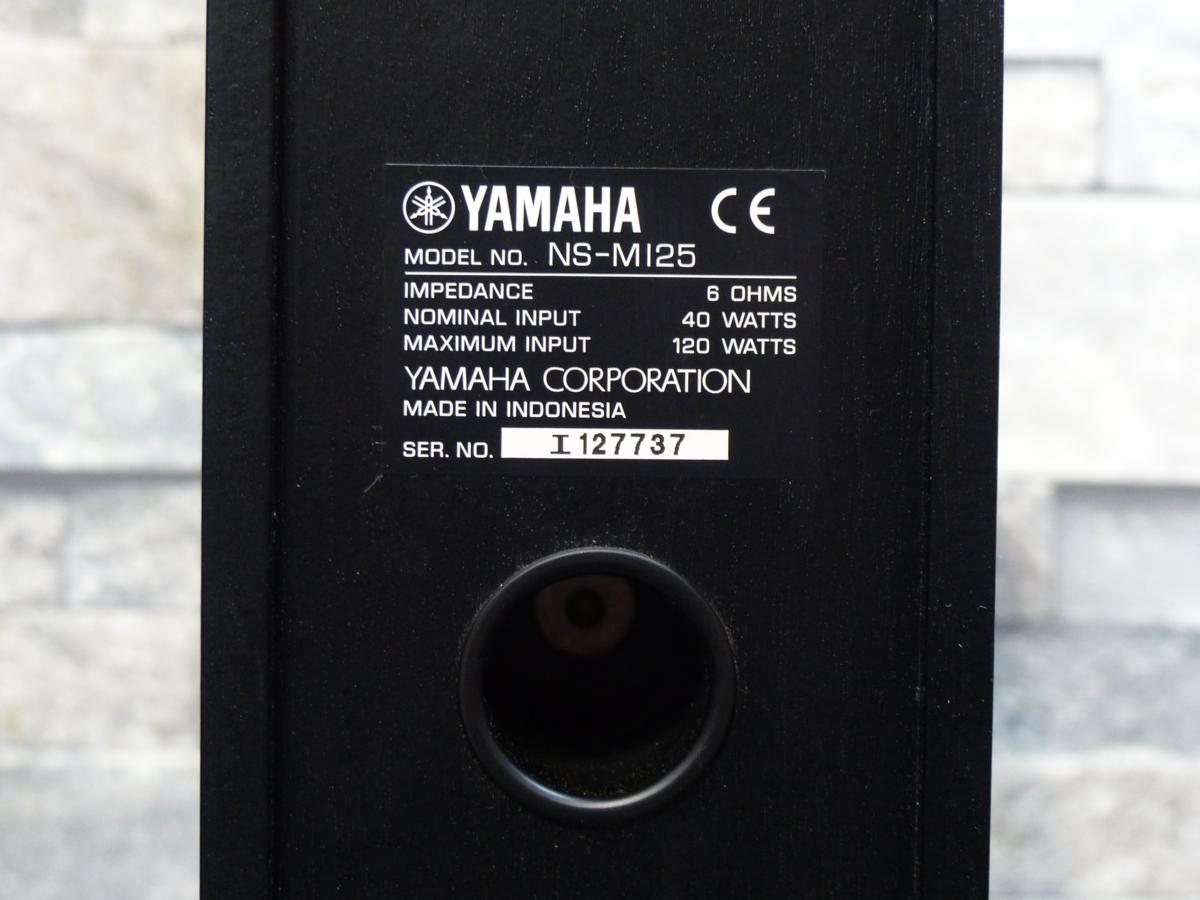 YAMAHA CE
MODEL NO. NS-M125
IMPEDANCE 6 OHMS
NOMINAL INPUT 40 WATTS
MAXIMUM INPUT 120 WATTS
YAMAHA CORPORATION
MADE IN INDONESIA
SER. NO. I127737